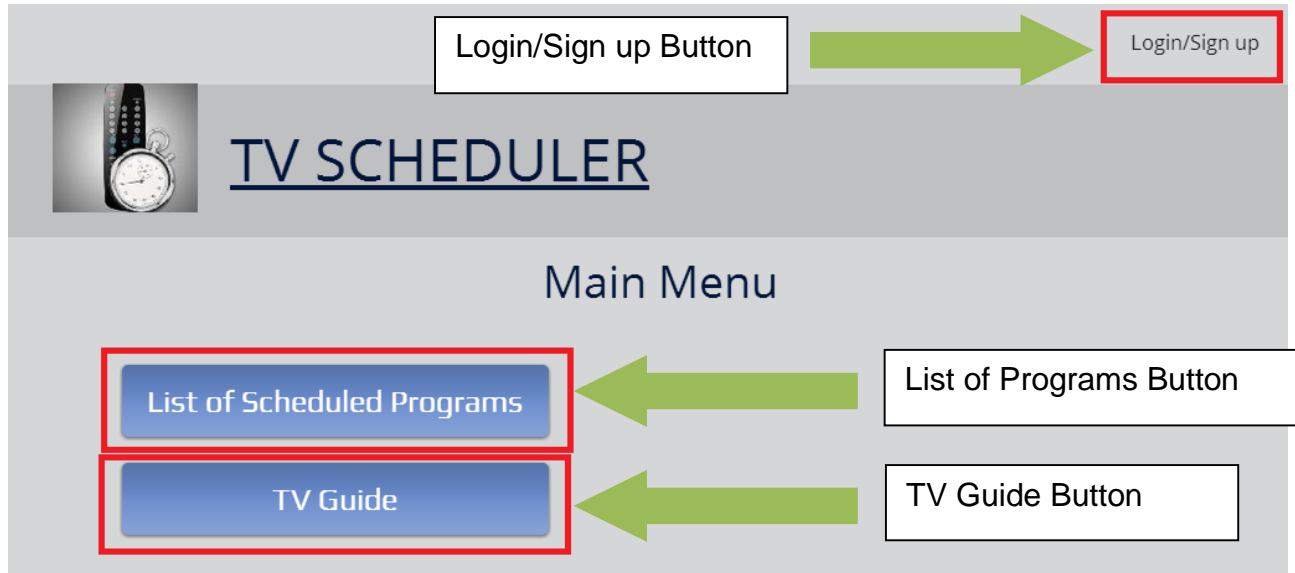 Login/Sign up Button
Login/Sign up
TV SCHEDULER
Main Menu
List of Scheduled Programs
List of Programs Button
TV Guide
TV Guide Button